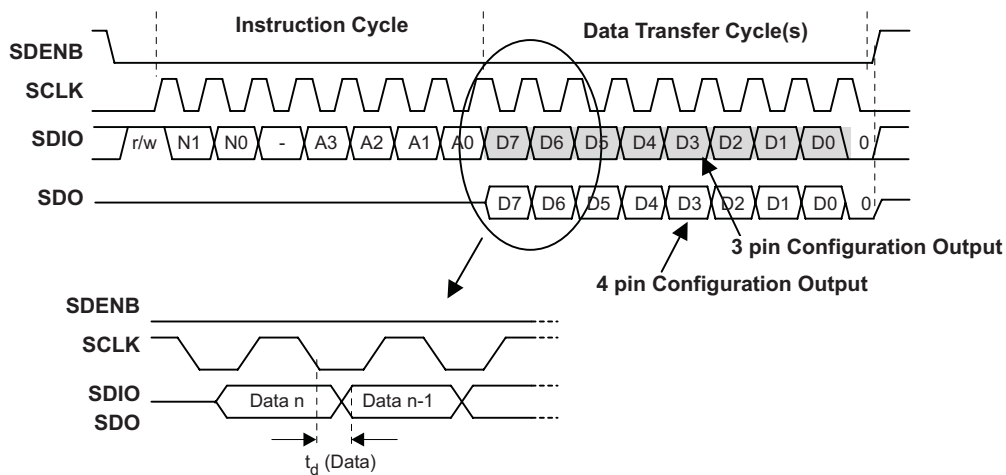 Instruction Cycle Data Transfer Cycle(s)
SDENB
SCLK
SDIO r/w N1 N0 - A3 A2 A1 A0 D7 D6 D5 D4 D3 D2 D1 D0 0
SDO D7 D6 D5 D4 D3 D2 D1 D0 0
3 pin Configuration Output
4 pin Configuration Output
SDENB
SCLK
SDIO
SDO
Data n Data n-1
td (Data)